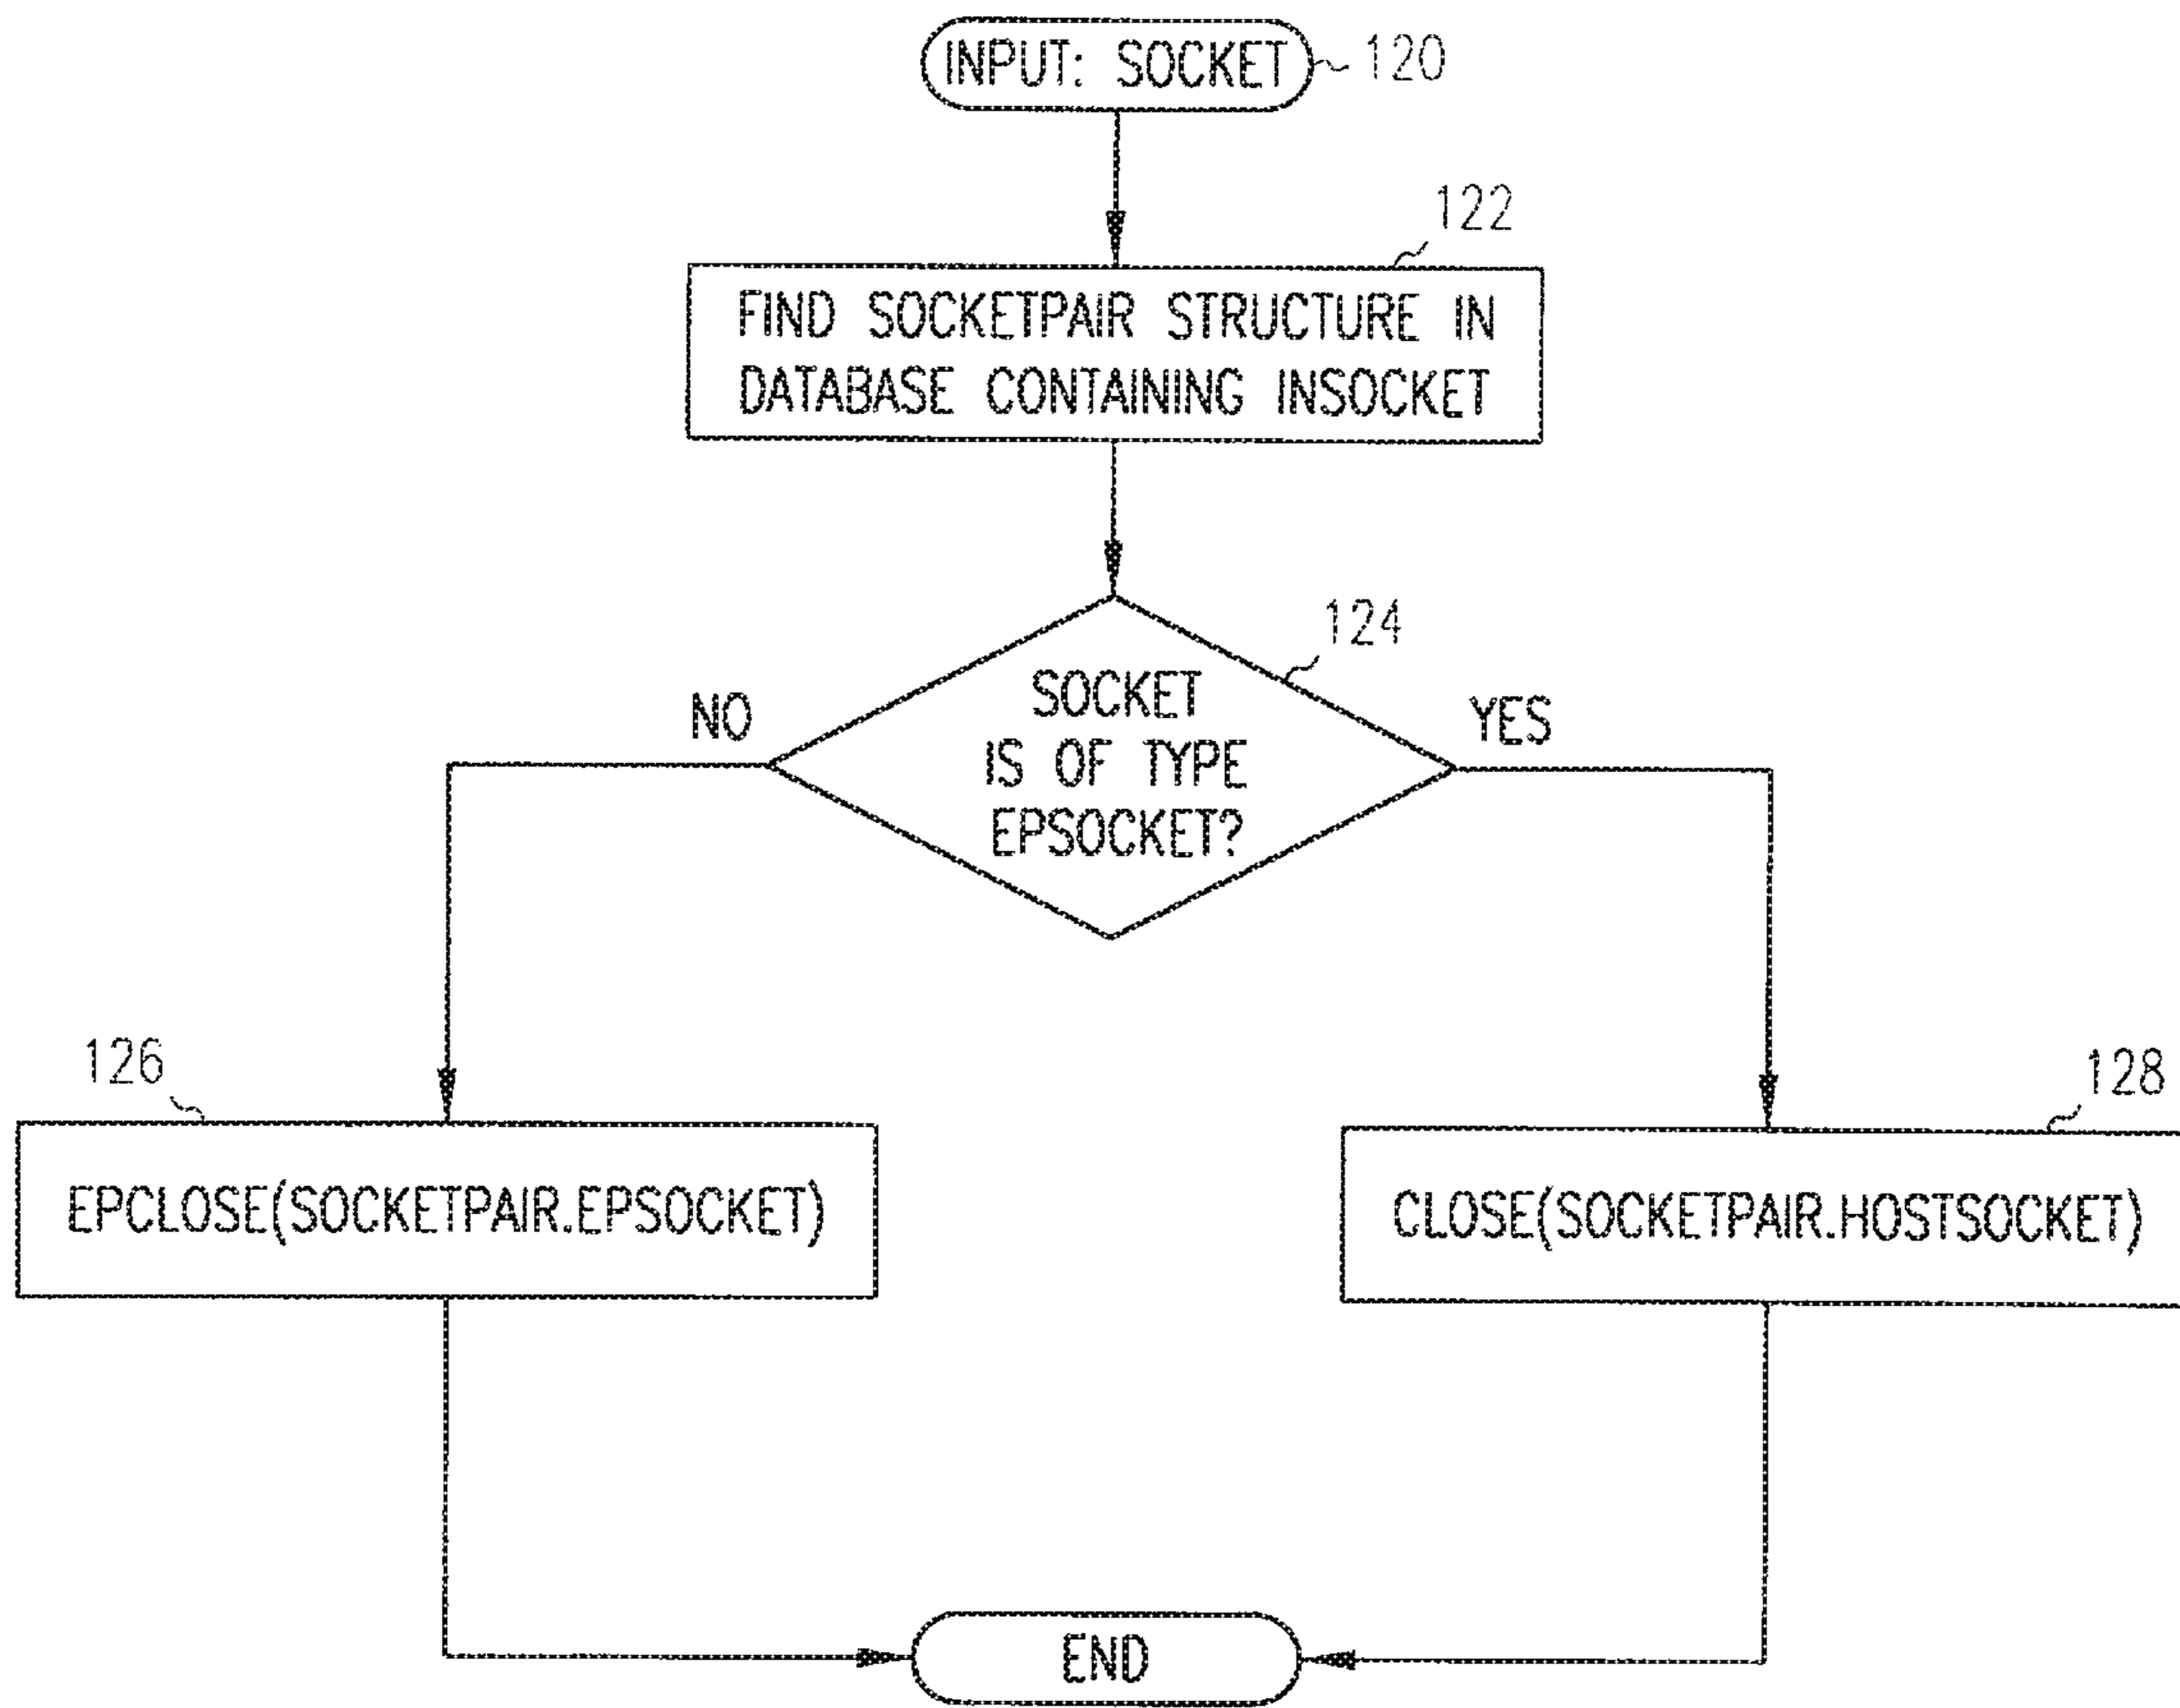 INPUT: SOCKET
120
122
FIND SOCKETPAIR STRUCTURE IN
DATABASE CONTAINING INSOCKET
124
SOCKET
IS OF TYPE
EPSOCKET?
NO
YES
126
EPCLOSE(SOCKETPAIR.EPSOCKET)
128
CLOSE(SOCKETPAIR.HOSTSOCKET)
END